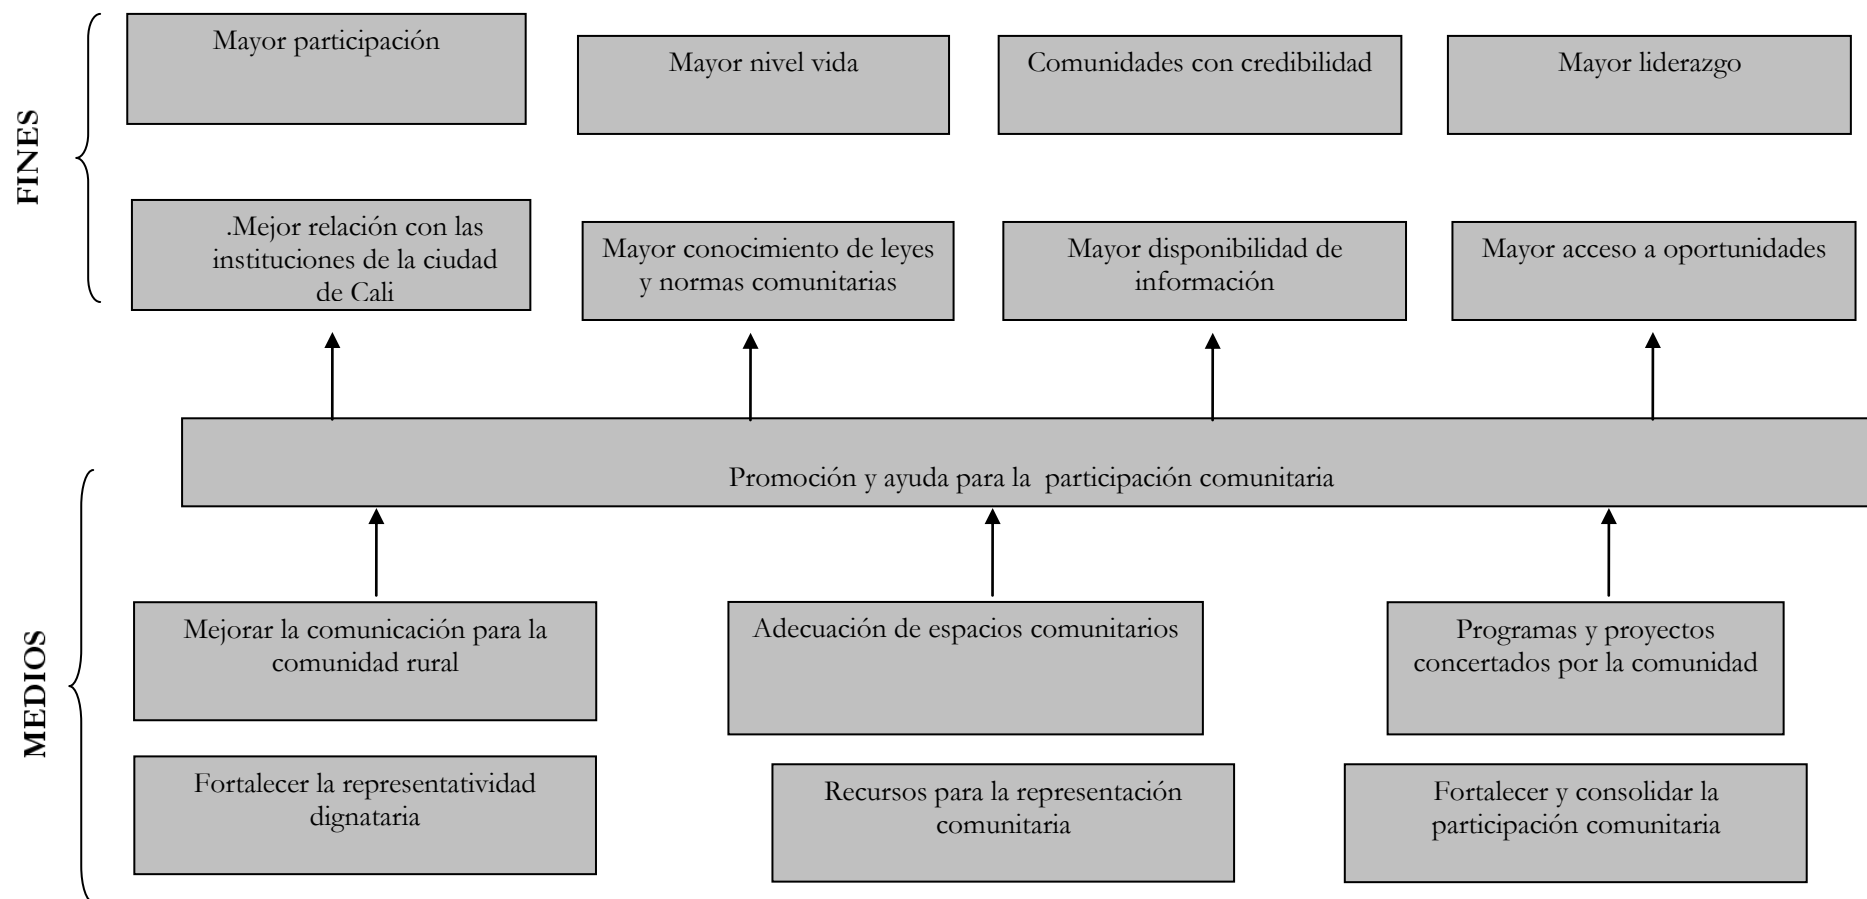 FINES
Mayor participación
Mayor nivel vida
Comunidades con credibilidad
Mayor liderazgo
.Mejor relación con las
instituciones de la ciudad
de Cali
Mayor conocimiento de leyes
y normas comunitarias
Mayor disponibilidad de
información
Mayor acceso a oportunidades
Promoción y ayuda para la  participación comunitaria
MEDIOS
Mejorar la comunicación para la
comunidad rural
Adecuación de espacios comunitarios
Programas y proyectos
concertados por la comunidad
Fortalecer la representatividad
dignataria
Recursos para la representación
comunitaria
Fortalecer y consolidar la
participación comunitaria